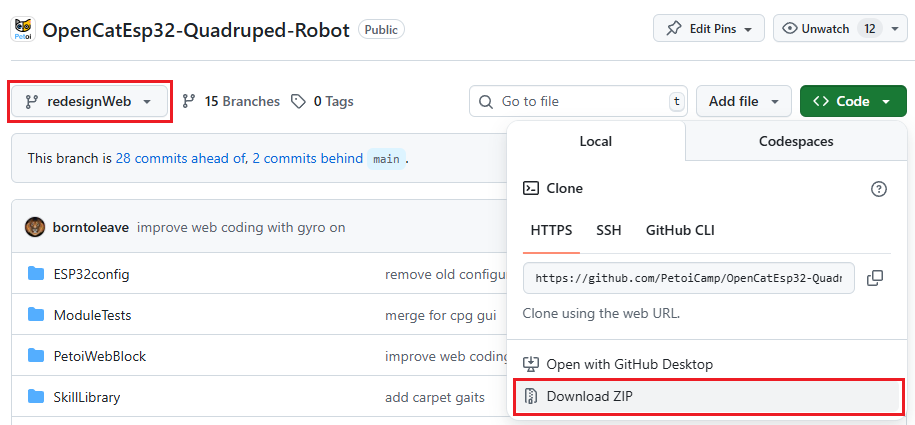 Petoi OpenCatEsp32-Quadruped-Robot Public Edit Pins Unwatch 12
redesignWeb 15 Branches 0 Tags Go to file t Add file Code
This branch is 28 commits ahead of, 2 commits behind main .
borntoleave improve web coding with gyro on
ESP32config remove old configu
ModuleTests merge for cpg gui
PetoiWebBlock improve web coding
SkillLibrary add carpet gaits
Local Codespaces
Clone
HTTPS SSH GitHub CLI
https://github.com/PetoiCamp/OpenCatEsp32-Quadr
Clone using the web URL.
Open with GitHub Desktop
Download ZIP